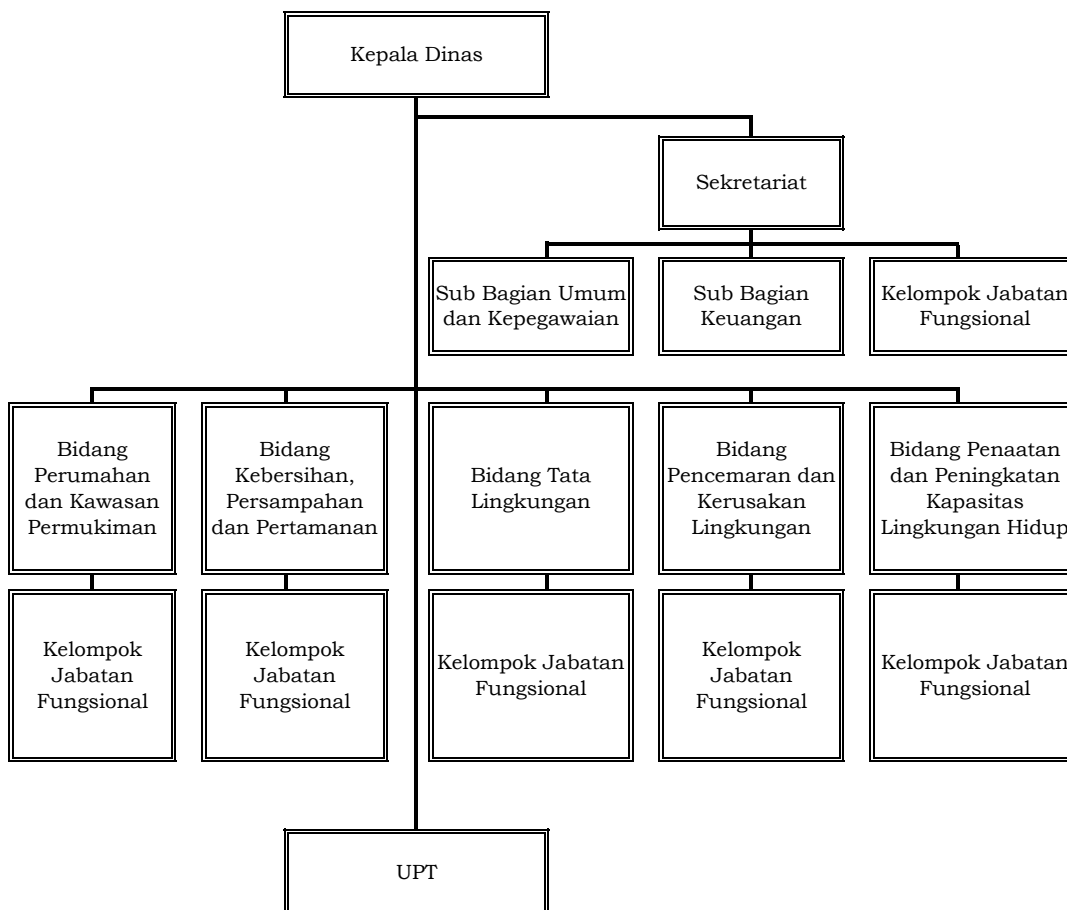 Kepala Dinas
Sekretariat
Sub Bagian Umum
dan Kepegawaian
Sub Bagian
Keuangan
Kelompok Jabatan
Fungsional
Bidang
Perumahan
dan Kawasan
Permukiman
Bidang
Kebersihan,
Persampahan
dan Pertamanan
Bidang Tata
Lingkungan
Bidang
Pencemaran dan
Kerusakan
Lingkungan
Bidang Penaatan
dan Peningkatan
Kapasitas
Lingkungan Hidup
Kelompok
Jabatan
Fungsional
Kelompok
Jabatan
Fungsional
Kelompok Jabatan
Fungsional
Kelompok
Jabatan
Fungsional
Kelompok Jabatan
Fungsional
UPT